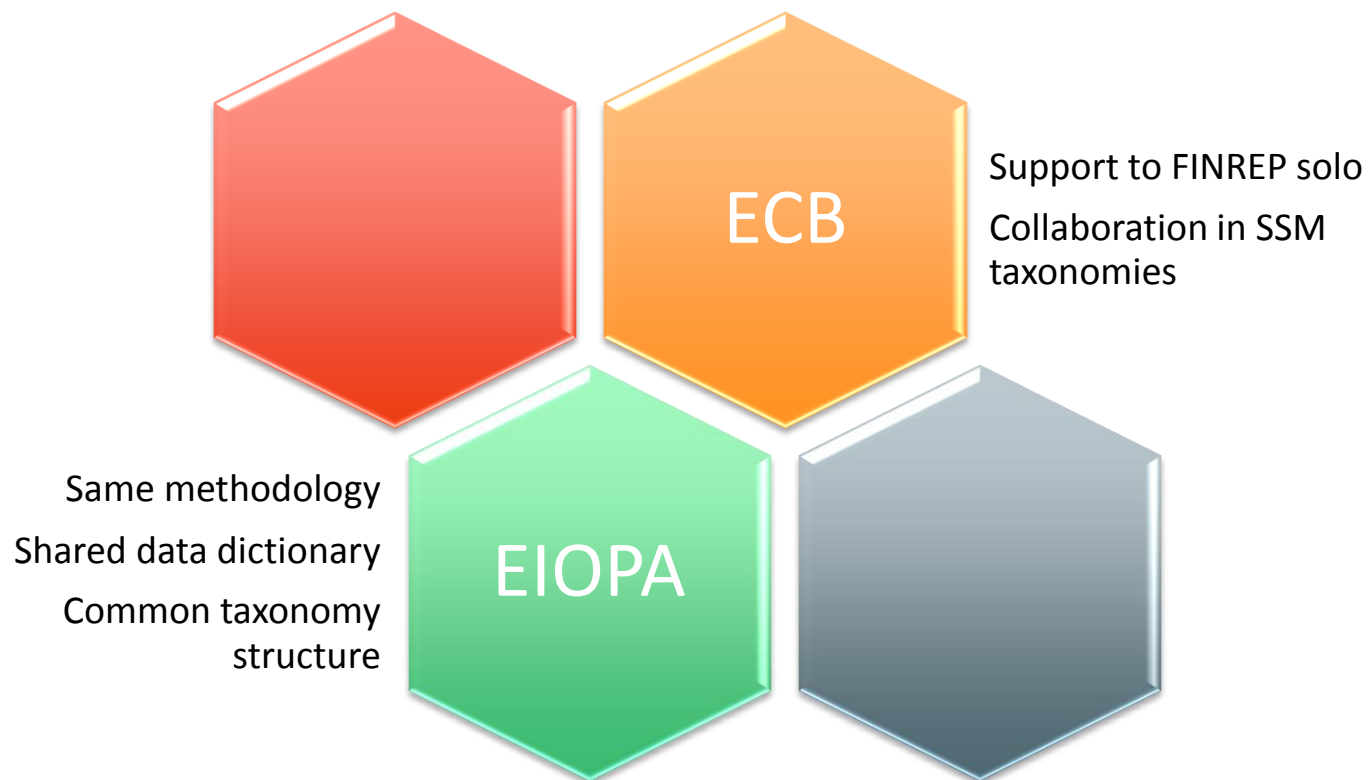 ECB
Support to FINREP solo
Collaboration in SSM
taxonomies
Same methodology
Shared data dictionary
Common taxonomy
structure
EIOPA